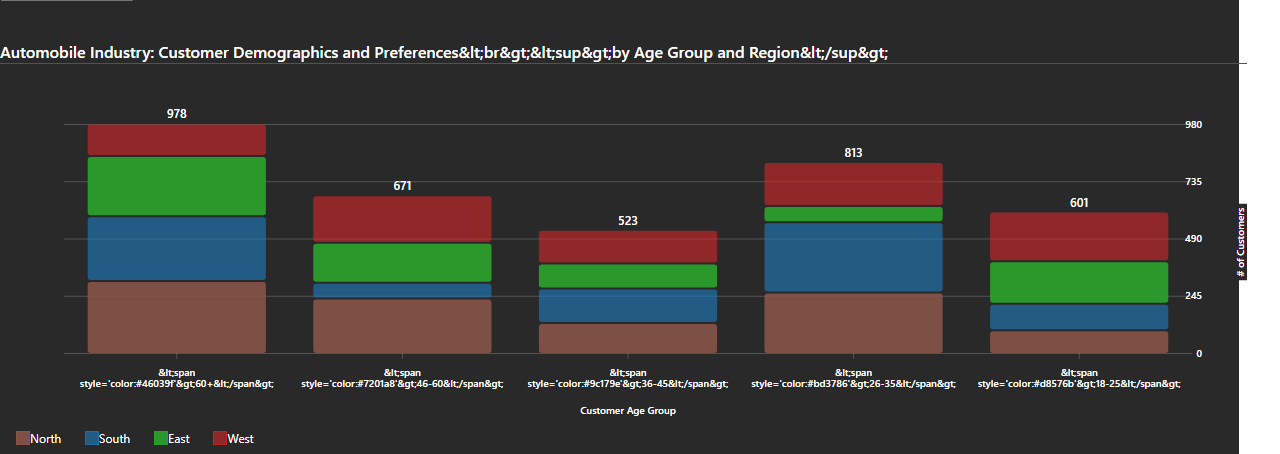 Automobile Industry: Customer Demographics and Preferences&lt;br&gt;&lt;sup&gt;by Age Group and Region&lt;/sup&gt;
978
671
523
813
601
980
735
490
245
0
# of Customers
&lt;span
style='color:#46039f'&gt;60+&lt;/span&gt;
&lt;span
style='color:#7201a8'&gt;46-60&lt;/span&gt;
&lt;span
style='color:#9c179e'&gt;36-45&lt;/span&gt;
&lt;span
style='color:#bd3786'&gt;26-35&lt;/span&gt;
&lt;span
style='color:#d8576b'&gt;18-25&lt;/span&gt;
Customer Age Group
North
South
East
West